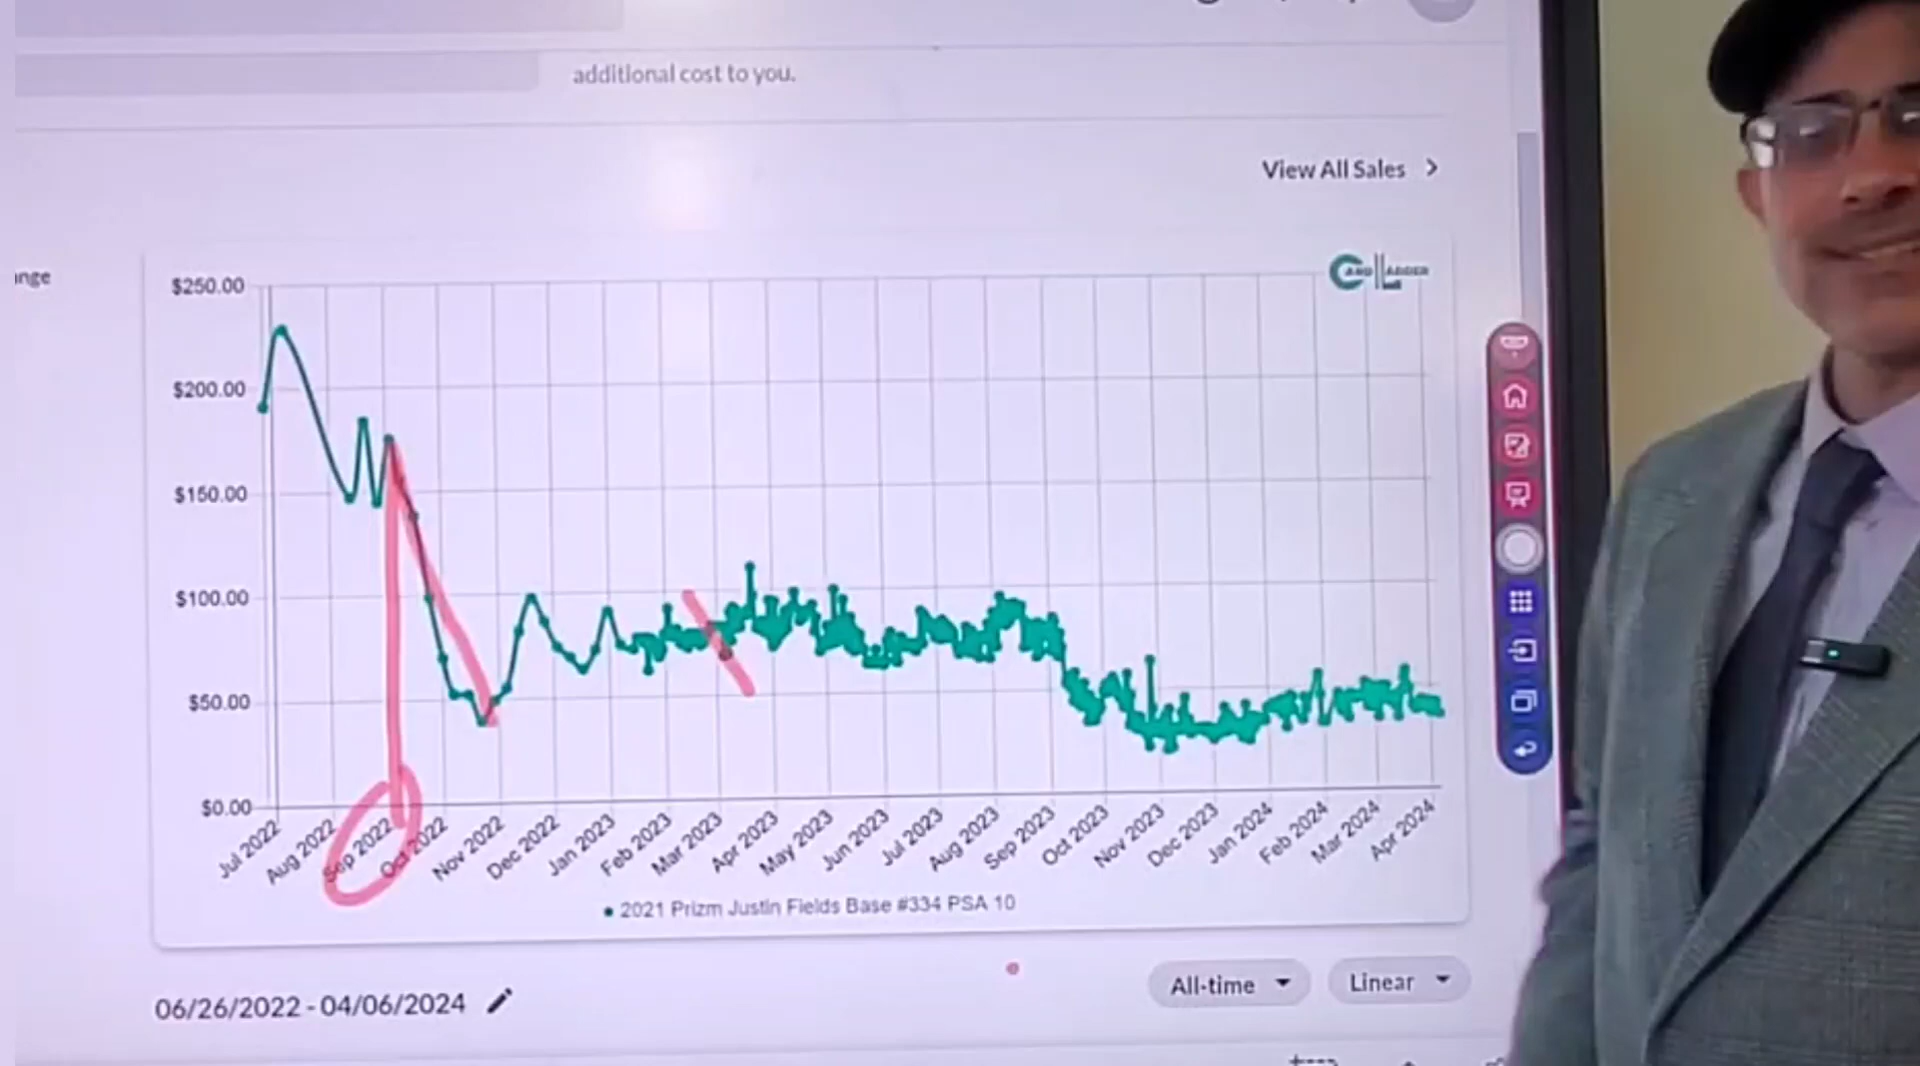 additional cost to you.
View All Sales
CARD LADDER
$250.00
$200.00
$150.00
$100.00
$50.00
$0.00
Jul 2022
Aug 2022
Sep 2022
Oct 2022
Nov 2022
Dec 2022
Jan 2023
Feb 2023
Mar 2023
Apr 2023
May 2023
Jun 2023
Jul 2023
Aug 2023
Sep 2023
Oct 2023
Nov 2023
Dec 2023
Jan 2024
Feb 2024
Mar 2024
Apr 2024
2021 Prizm Justin Fields Base #334 PSA 10
06/26/2022 - 04/06/2024
All-time
Linear